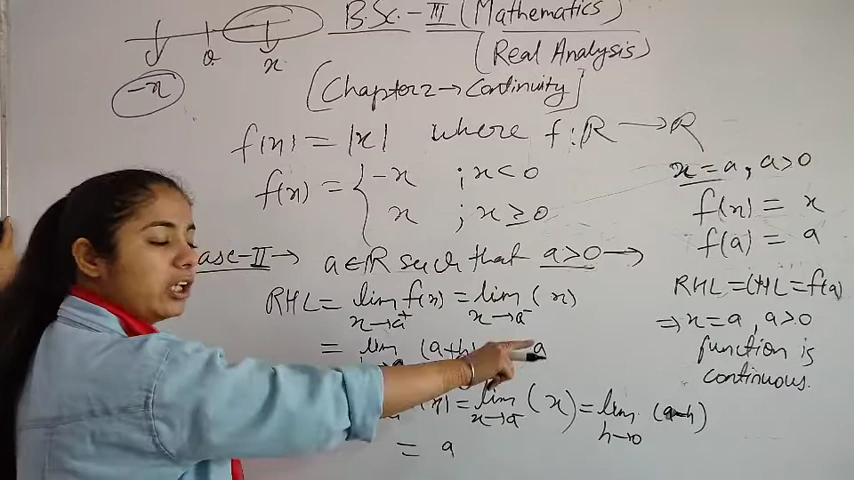 B.Sc.-III (Mathematics)
(Real Analysis)
(Chapter 2 → Continuity)
-x 0 x
f(x) = |x| where f: R → R
f(x) = { -x ; x < 0
x ; x ≥ 0
ase-II → a∈R such that a>0 →
RHL = lim x→a⁺ f(x) = lim x→a⁻ (x)
= lim (a+h) a
(x) = lim x→a⁻ (x) = lim h→0 (a-h)
= a
x = a, a>0
f(x) = x
f(a) = a
RHL = LHL = f(a)
⇒ x = a, a>0
function is
continuous.